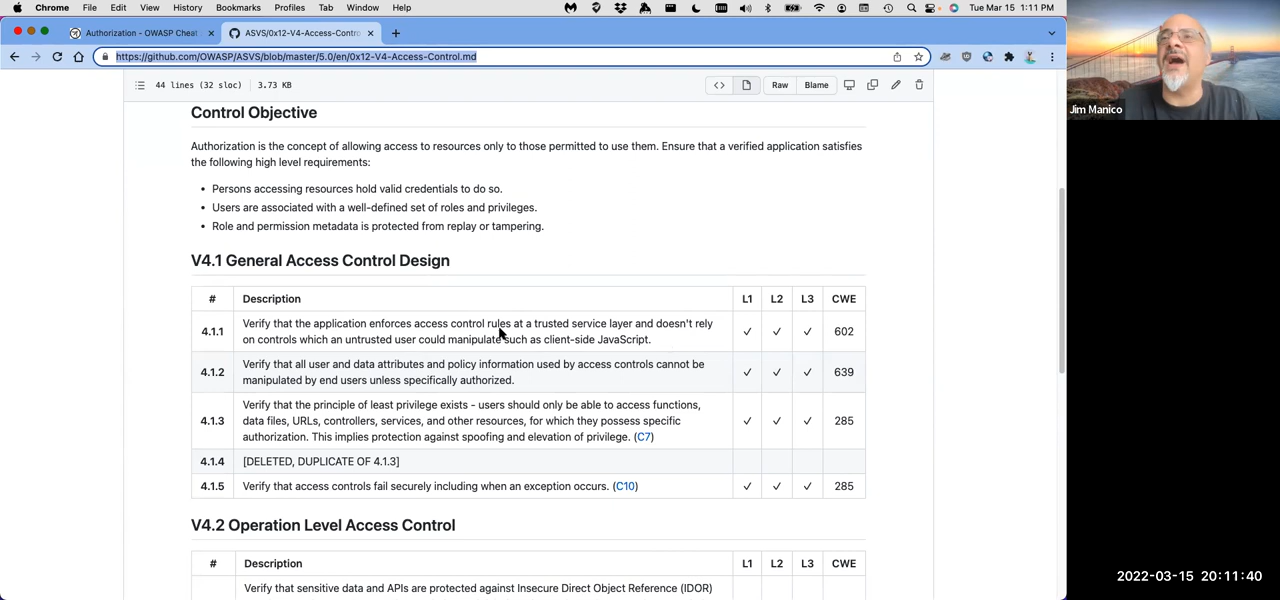 Chrome File Edit View History Bookmarks Profiles Tab Window Help Tue Mar 15 1:11 PM
Authorization - OWASP Cheat ASVS/0x12-V4-Access-Contro
https://github.com/OWASP/ASVS/blob/master/5.0/en/0x12-V4-Access-Control.md
44 lines (32 sloc) 3.73 KB Raw Blame
Jim Manico
Control Objective
Authorization is the concept of allowing access to resources only to those permitted to use them. Ensure that a verified application satisfies
the following high level requirements:
• Persons accessing resources hold valid credentials to do so.
• Users are associated with a well-defined set of roles and privileges.
• Role and permission metadata is protected from replay or tampering.
V4.1 General Access Control Design
# Description L1 L2 L3 CWE
4.1.1 Verify that the application enforces access control rules at a trusted service layer and doesn't rely
on controls which an untrusted user could manipulate such as client-side JavaScript. ✓ ✓ ✓ 602
4.1.2 Verify that all user and data attributes and policy information used by access controls cannot be
manipulated by end users unless specifically authorized. ✓ ✓ ✓ 639
4.1.3 Verify that the principle of least privilege exists - users should only be able to access functions,
data files, URLs, controllers, services, and other resources, for which they possess specific
authorization. This implies protection against spoofing and elevation of privilege. (C7) ✓ ✓ ✓ 285
4.1.4 [DELETED, DUPLICATE OF 4.1.3]
4.1.5 Verify that access controls fail securely including when an exception occurs. (C10) ✓ ✓ ✓ 285
V4.2 Operation Level Access Control
# Description L1 L2 L3 CWE
Verify that sensitive data and APIs are protected against Insecure Direct Object Reference (IDOR)
2022-03-15 20:11:40